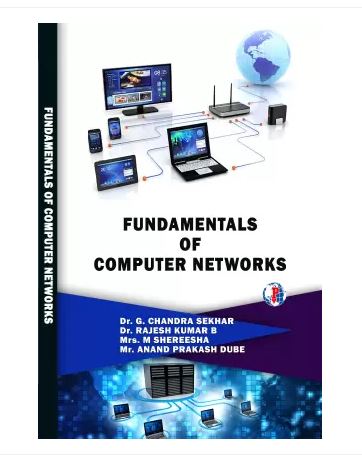 FUNDAMENTALS OF COMPUTER NETWORKS
FUNDAMENTALS
OF
COMPUTER NETWORKS
Dr. G. CHANDRA SEKHAR
Dr. RAJESH KUMAR B
Mrs. M SHEREESHA
Mr. ANAND PRAKASH DUBE